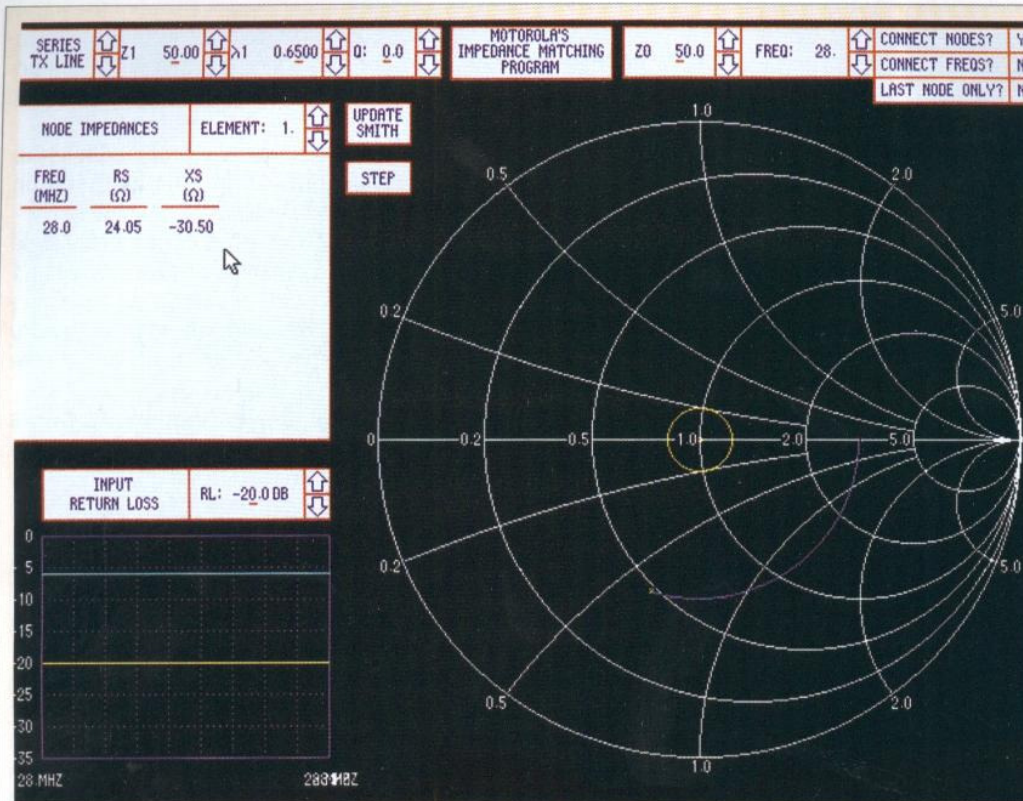 SERIES
TX LINE
Z1 50.00
λ1 0.6500
Q: 0.0
MOTOROLA'S
IMPEDANCE MATCHING
PROGRAM
Z0 50.0
FREQ: 28.
CONNECT NODES? Y
CONNECT FREQS? N
LAST NODE ONLY? N
NODE IMPEDANCES
ELEMENT: 1.
UPDATE
SMITH
STEP
FREQ RS XS
(MHZ) (Ω) (Ω)
28.0 24.05 -30.50
1.0
0.5
2.0
0.2
5.0
0 0.2 0.5 1.0 2.0 5.0
0.2
5.0
0.5
2.0
1.0
INPUT
RETURN LOSS
RL: -20.0 DB
0
5
-10
-15
-20
-25
-30
-35
28.MHZ